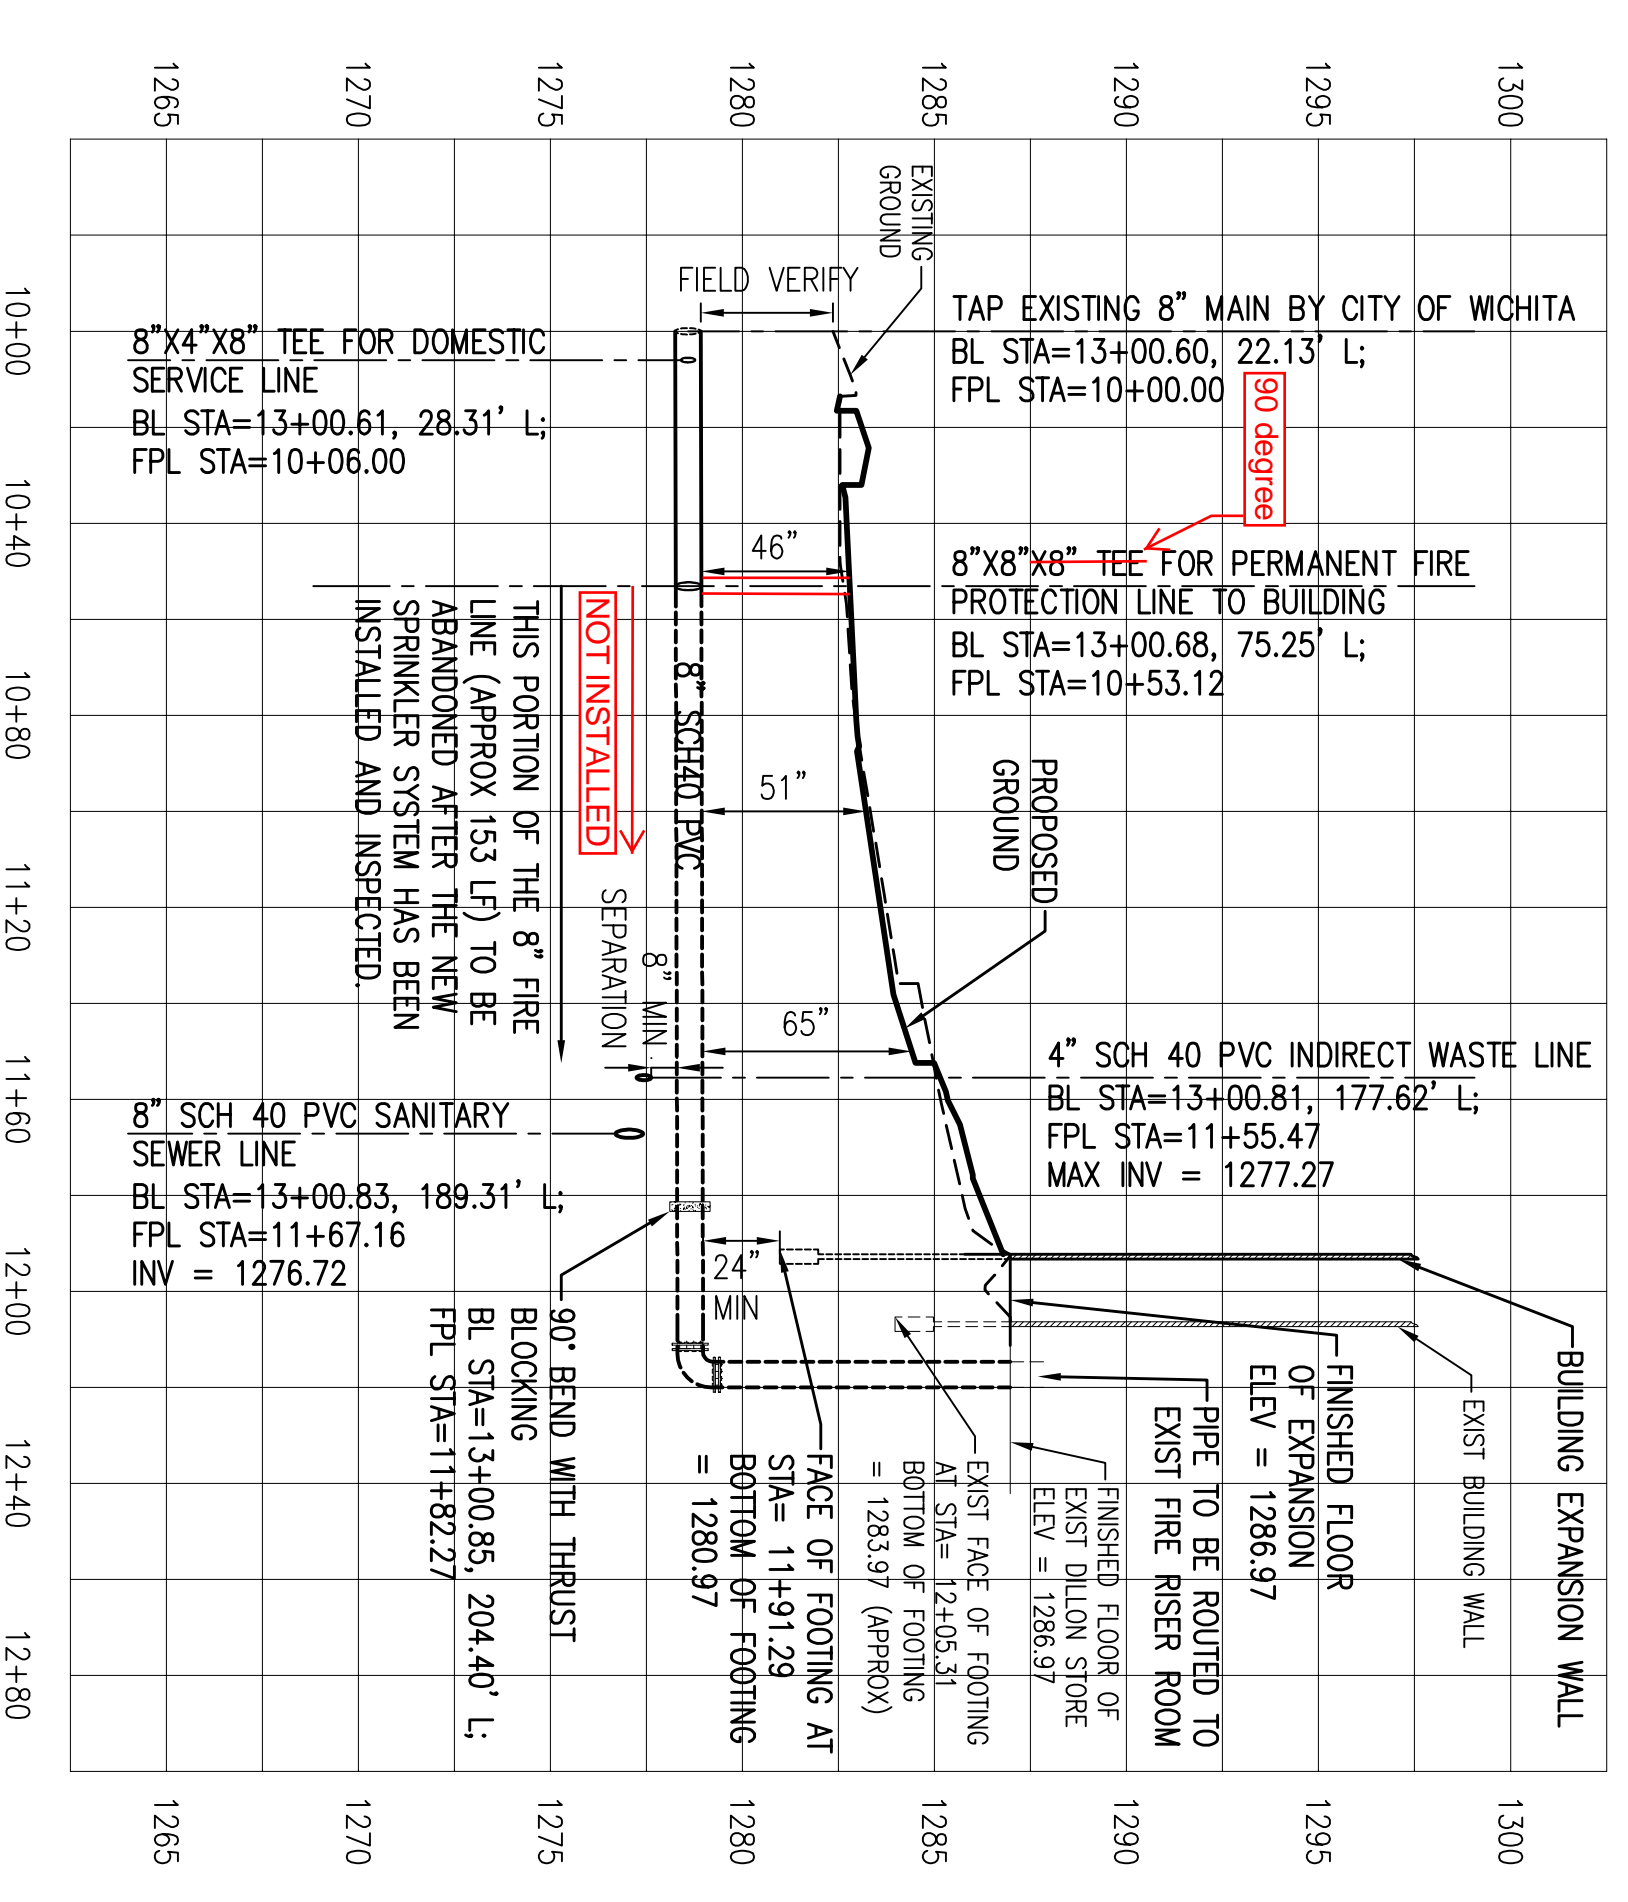 1265
1270
1275
1280
1285
1290
1295
1300
EXISTING
GROUND
FIELD VERIFY
TAP EXISTING 8" MAIN BY CITY OF WICHITA
BL STA=13+00.60, 22.13' L;
FPL STA=10+00.00
8"X4"X8" TEE FOR DOMESTIC
SERVICE LINE
BL STA=13+00.61, 28.31' L;
FPL STA=10+06.00
90 degree
46"
8"X8"X8" TEE FOR PERMANENT FIRE
PROTECTION LINE TO BUILDING
BL STA=13+00.68, 75.25' L;
FPL STA=10+53.12
NOT INSTALLED
THIS PORTION OF THE 8" FIRE
LINE (APPROX 153 LF) TO BE
ABANDONED AFTER THE NEW
SPRINKLER SYSTEM HAS BEEN
INSTALLED AND INSPECTED.
8" SCH40 PVC
51"
PROPOSED
GROUND
8" MIN.
SEPARATION
65"
4" SCH 40 PVC INDIRECT WASTE LINE
BL STA=13+00.81, 177.62' L;
FPL STA=11+55.47
MAX INV = 1277.27
8" SCH 40 PVC SANITARY
SEWER LINE
BL STA=13+00.83, 189.31' L;
FPL STA=11+67.16
INV = 1276.72
24"
MIN
BUILDING EXPANSION WALL
EXIST BUILDING WALL
FINISHED FLOOR
OF EXPANSION
ELEV = 1286.97
PIPE TO BE ROUTED TO
EXIST FIRE RISER ROOM
FINISHED FLOOR OF
EXIST DILLON STORE
ELEV = 1286.97
EXIST FACE OF FOOTING
AT STA= 12+05.31
BOTTOM OF FOOTING
= 1283.97 (APPROX)
FACE OF FOOTING AT
STA= 11+91.29
BOTTOM OF FOOTING
= 1280.97
90° BEND WITH THRUST
BLOCKING
BL STA=13+00.85, 204.40' L;
FPL STA=11+82.27
10+00
10+40
10+80
11+20
11+60
12+00
12+40
12+80
1265
1270
1275
1280
1285
1290
1295
1300